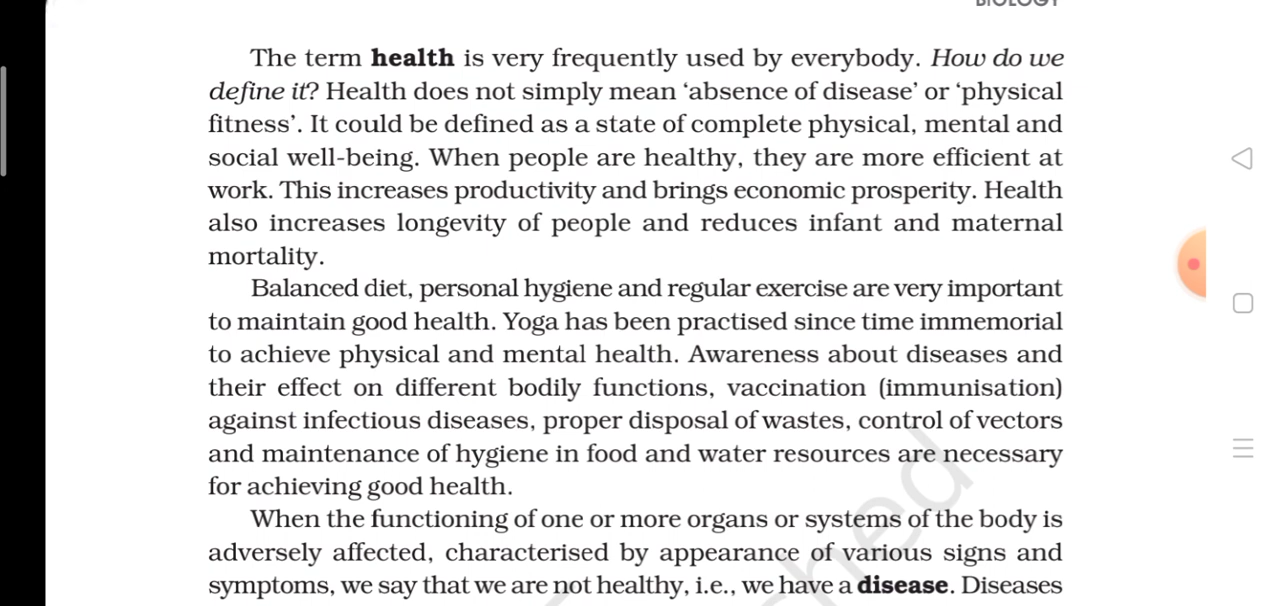 BIOLOGY
The term health is very frequently used by everybody. How do we
define it? Health does not simply mean ‘absence of disease’ or ‘physical
fitness’. It could be defined as a state of complete physical, mental and
social well-being. When people are healthy, they are more efficient at
work. This increases productivity and brings economic prosperity. Health
also increases longevity of people and reduces infant and maternal
mortality.
Balanced diet, personal hygiene and regular exercise are very important
to maintain good health. Yoga has been practised since time immemorial
to achieve physical and mental health. Awareness about diseases and
their effect on different bodily functions, vaccination (immunisation)
against infectious diseases, proper disposal of wastes, control of vectors
and maintenance of hygiene in food and water resources are necessary
for achieving good health.
When the functioning of one or more organs or systems of the body is
adversely affected, characterised by appearance of various signs and
symptoms, we say that we are not healthy, i.e., we have a disease. Diseases